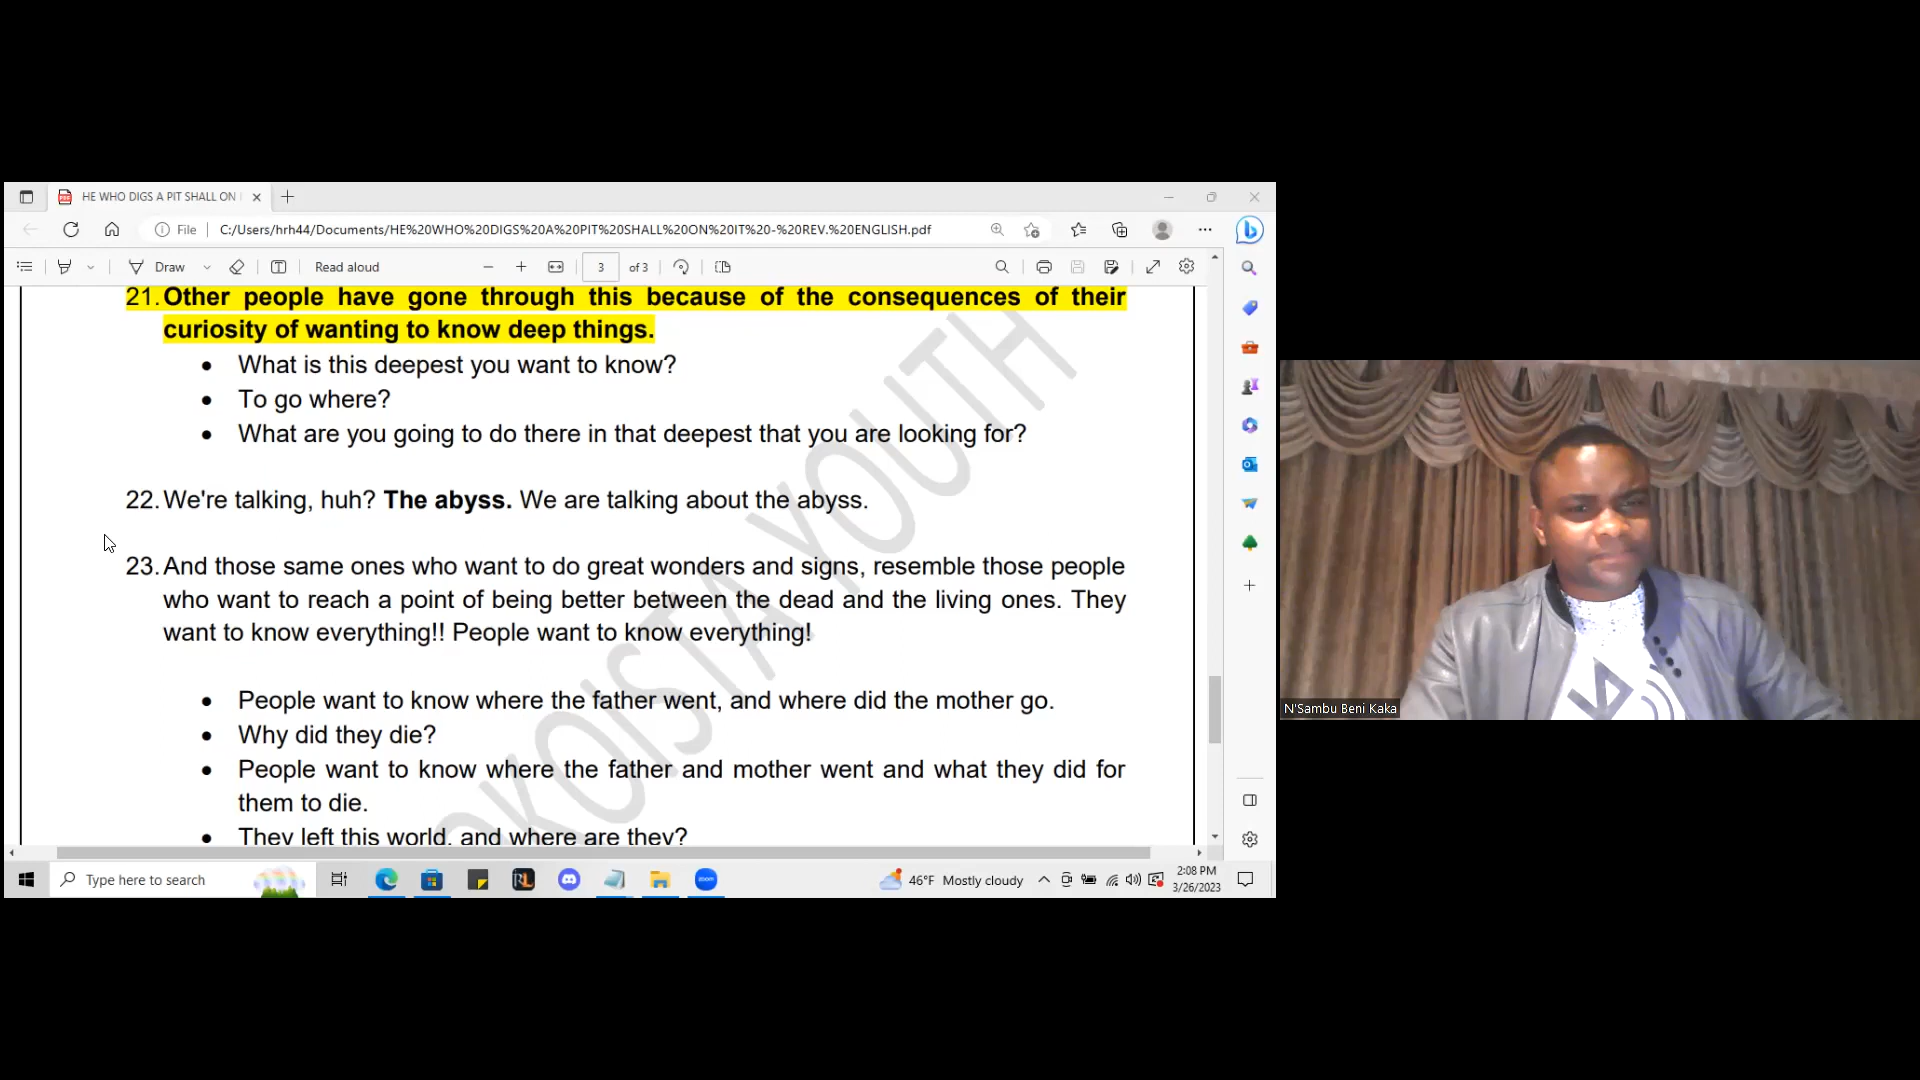 HE WHO DIGS A PIT SHALL ON
File
C:/Users/hrh44/Documents/HE%20WHO%20DIGS%20A%20PIT%20SHALL%20ON%20IT%20-%20REV.%20ENGLISH.pdf
Draw
Read aloud
3
of 3
21. Other people have gone through this because of the consequences of their
curiosity of wanting to know deep things.
• What is this deepest you want to know?
• To go where?
• What are you going to do there in that deepest that you are looking for?
22. We're talking, huh? The abyss. We are talking about the abyss.
23. And those same ones who want to do great wonders and signs, resemble those people
who want to reach a point of being better between the dead and the living ones. They
want to know everything!! People want to know everything!
• People want to know where the father went, and where did the mother go.
• Why did they die?
• People want to know where the father and mother went and what they did for
them to die.
• They left this world, and where are they?
OKOISTA YOUTH
N'Sambu Beni Kaka
Type here to search
46°F Mostly cloudy
2:08 PM
3/26/2023